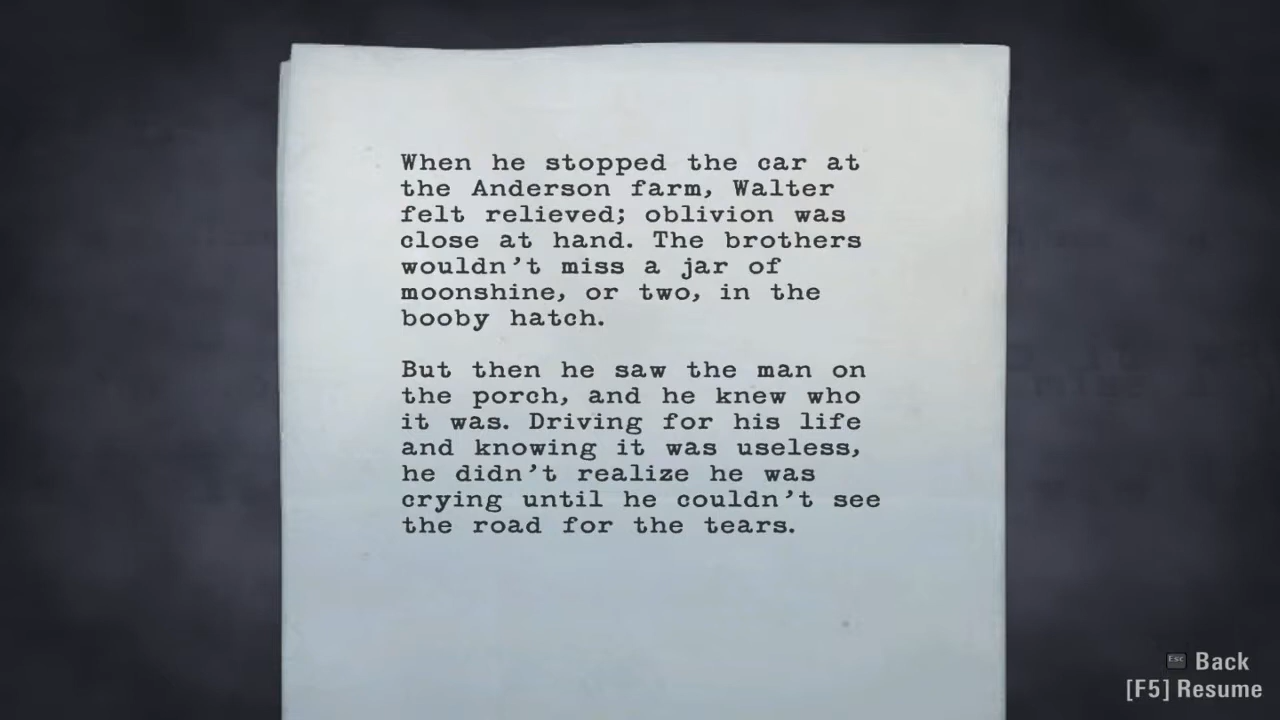 When he stopped the car at
the Anderson farm, Walter
felt relieved; oblivion was
close at hand. The brothers
wouldn't miss a jar of
moonshine, or two, in the
booby hatch.
But then he saw the man on
the porch, and he knew who
it was. Driving for his life
and knowing it was useless,
he didn't realize he was
crying until he couldn't see
the road for the tears.
Esc Back
[F5] Resume